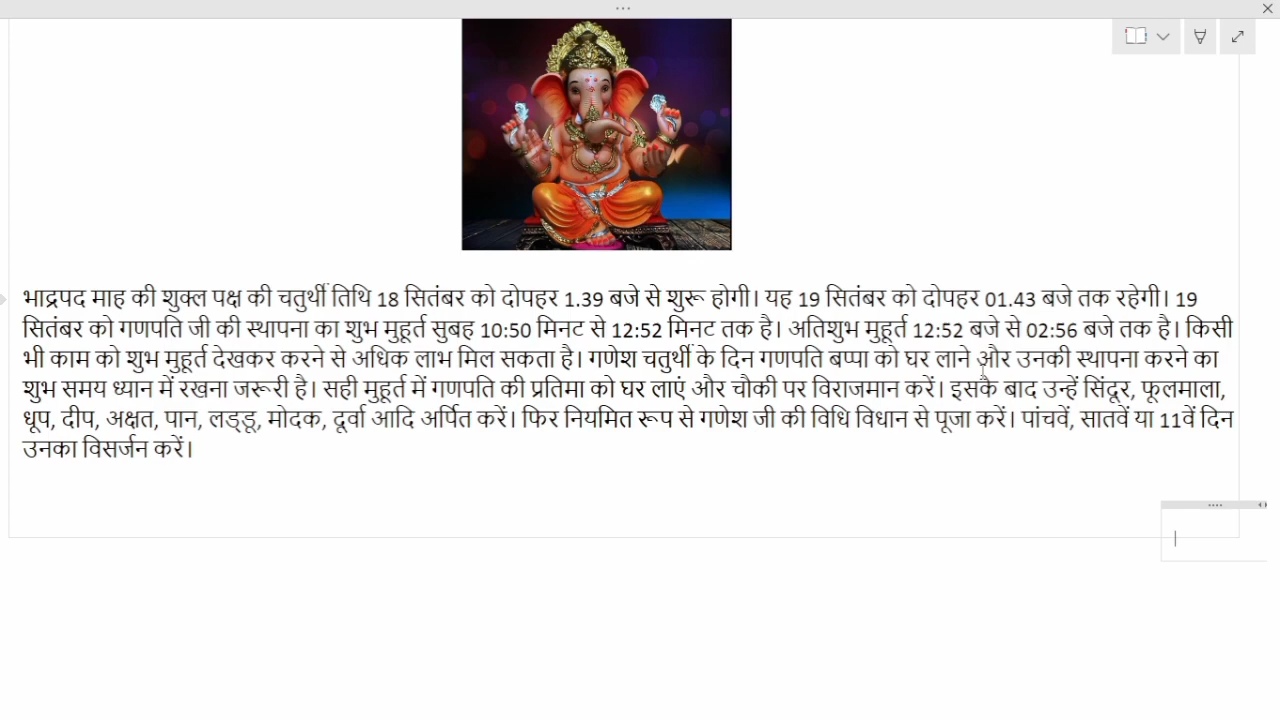 भाद्रपद माह की शुक्ल पक्ष की चतुर्थी तिथि 18 सितंबर को दोपहर 1.39 बजे से शुरू होगी। यह 19 सितंबर को दोपहर 01.43 बजे तक रहेगी। 19
सितंबर को गणपति जी की स्थापना का शुभ मुहूर्त सुबह 10:50 मिनट से 12:52 मिनट तक है। अतिशुभ मुहूर्त 12:52 बजे से 02:56 बजे तक है। किसी
भी काम को शुभ मुहूर्त देखकर करने से अधिक लाभ मिल सकता है। गणेश चतुर्थी के दिन गणपति बप्पा को घर लाने और उनकी स्थापना करने का
शुभ समय ध्यान में रखना जरूरी है। सही मुहूर्त में गणपति की प्रतिमा को घर लाएं और चौकी पर विराजमान करें। इसके बाद उन्हें सिंदूर, फूलमाला,
धूप, दीप, अक्षत, पान, लड्डू, मोदक, दूर्वा आदि अर्पित करें। फिर नियमित रूप से गणेश जी की विधि विधान से पूजा करें। पांचवें, सातवें या 11वें दिन
उनका विसर्जन करें।